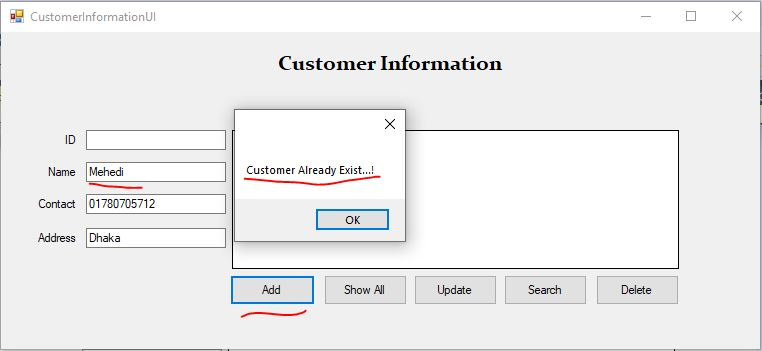 CustomerInformationUI
Customer Information
ID
Name Mehedi
Contact 01780705712
Address Dhaka
Customer Already Exist...!
OK
Add Show All Update Search Delete